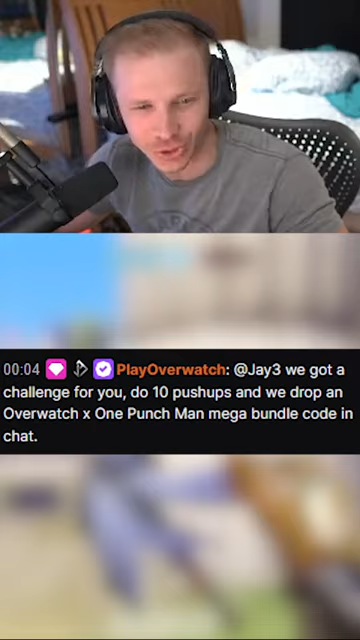 00:04 PlayOverwatch: @Jay3 we got a
challenge for you, do 10 pushups and we drop an
Overwatch x One Punch Man mega bundle code in
chat.